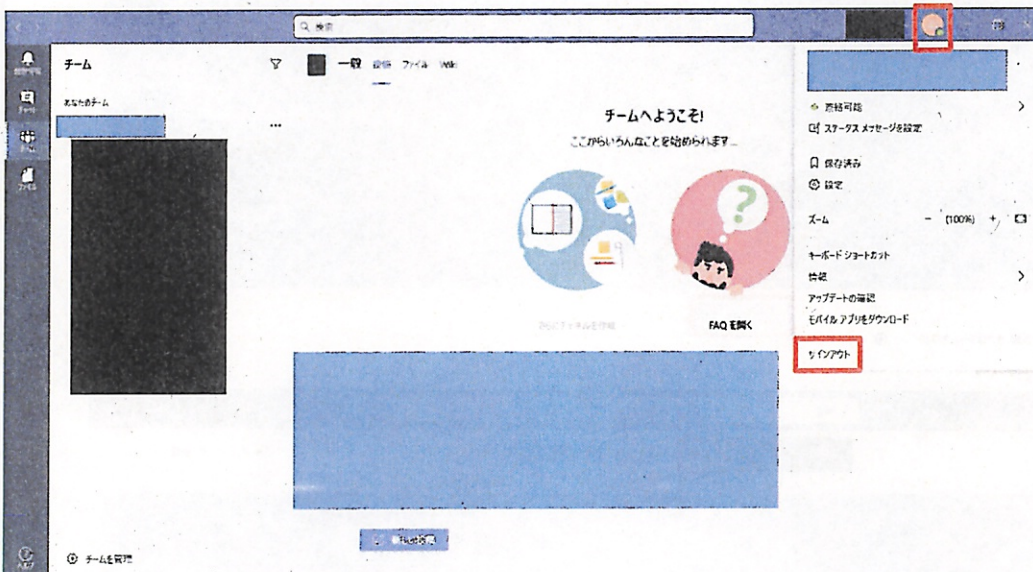 検索
チーム
あなたのチーム
一般 投稿 ファイル Wiki
チームへようこそ!
ここからいろんなことを始められます...
FAQ を開く
チームを管理
連絡可能
ステータス メッセージを設定
保存済み
設定
ズーム - (100%) +
キーボード ショートカット
情報
アップデートの確認
モバイル アプリをダウンロード
サインアウト